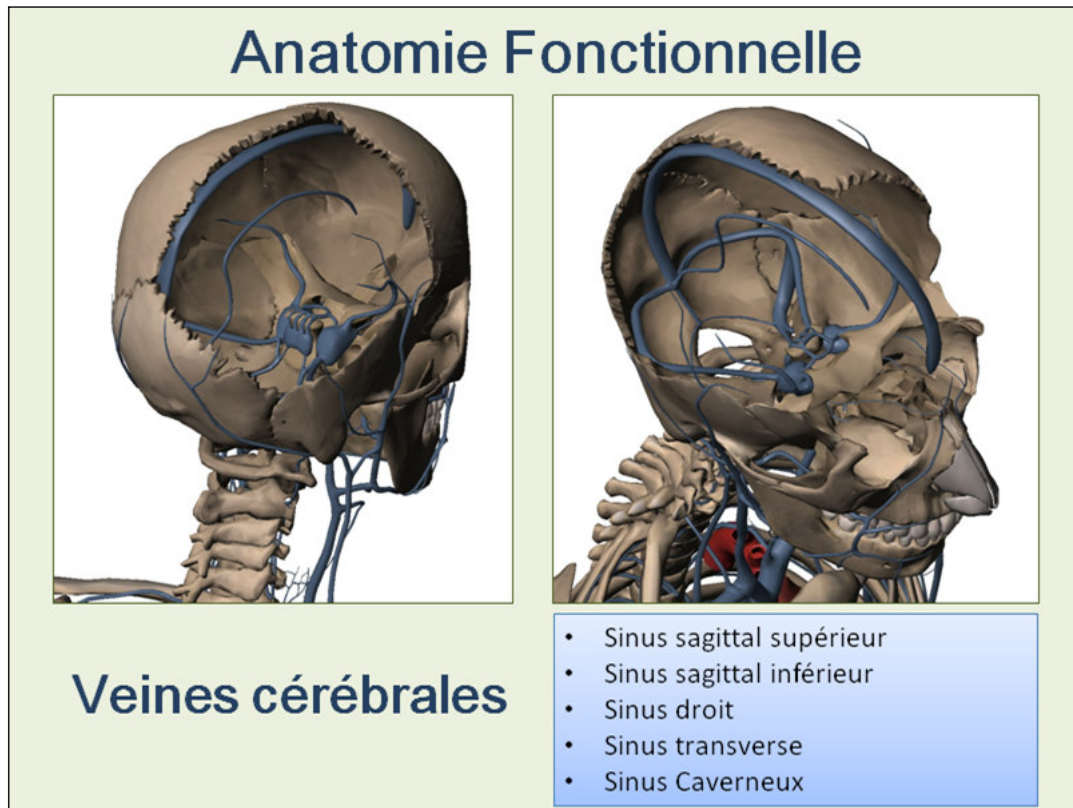 Anatomie Fonctionnelle
Veines cérébrales
• Sinus sagittal supérieur
• Sinus sagittal inférieur
• Sinus droit
• Sinus transverse
• Sinus Caverneux